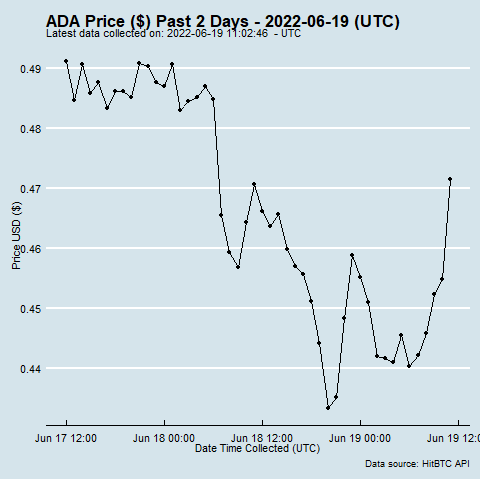 ADA Price ($) Past 2 Days - 2022-06-19 (UTC)
Latest data collected on: 2022-06-19 11:02:46 - UTC
0.49
0.48
0.47
0.46
0.45
0.44
Price USD ($)
Jun 17 12:00
Jun 18 00:00
Jun 18 12:00
Jun 19 00:00
Jun 19 12:0
Date Time Collected (UTC)
Data source: HitBTC API